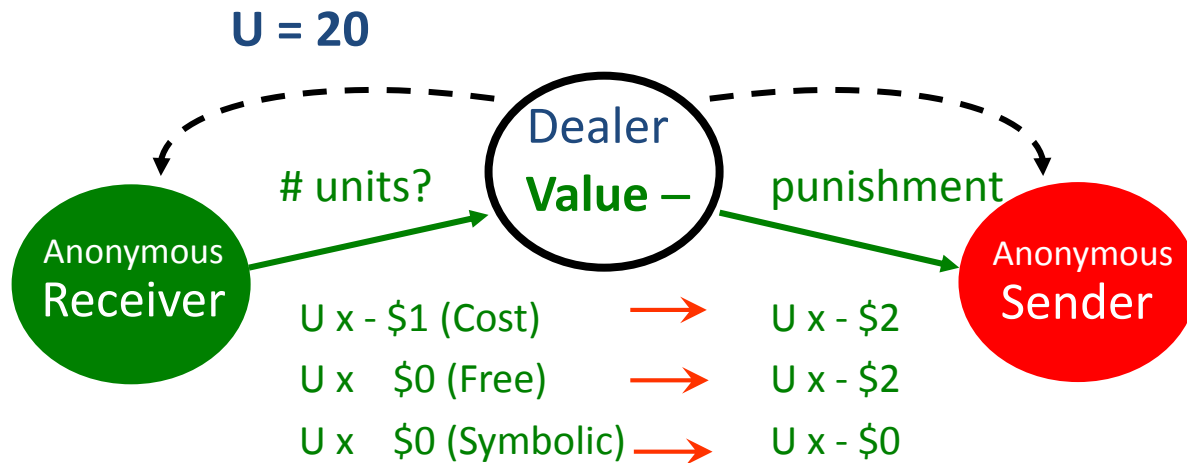 U = 20
Dealer
Value –
# units?
punishment
Anonymous
Receiver
Anonymous
Sender
U x - $1 (Cost)
U x - $2
U x $0 (Free)
U x - $2
U x $0 (Symbolic)
U x - $0